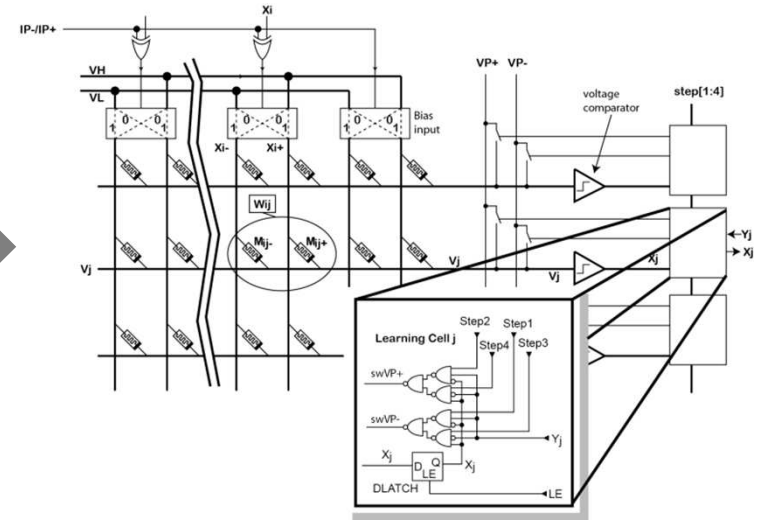 Xi
IP-/IP+
VH
VL
VP+ VP-
voltage
comparator
step[1:4]
1 0 0 1
1 0 0 1
1 0 0 1
Bias
input
Xi- Xi+
Wij
Mij- Mij+
Vj
Vj
Vj
Xj
Yj
Xj
Learning Cell j
Step2 Step1
Step4 Step3
swVP+
swVP-
Yj
Xj
D Q
LE
Xj
DLATCH
LE